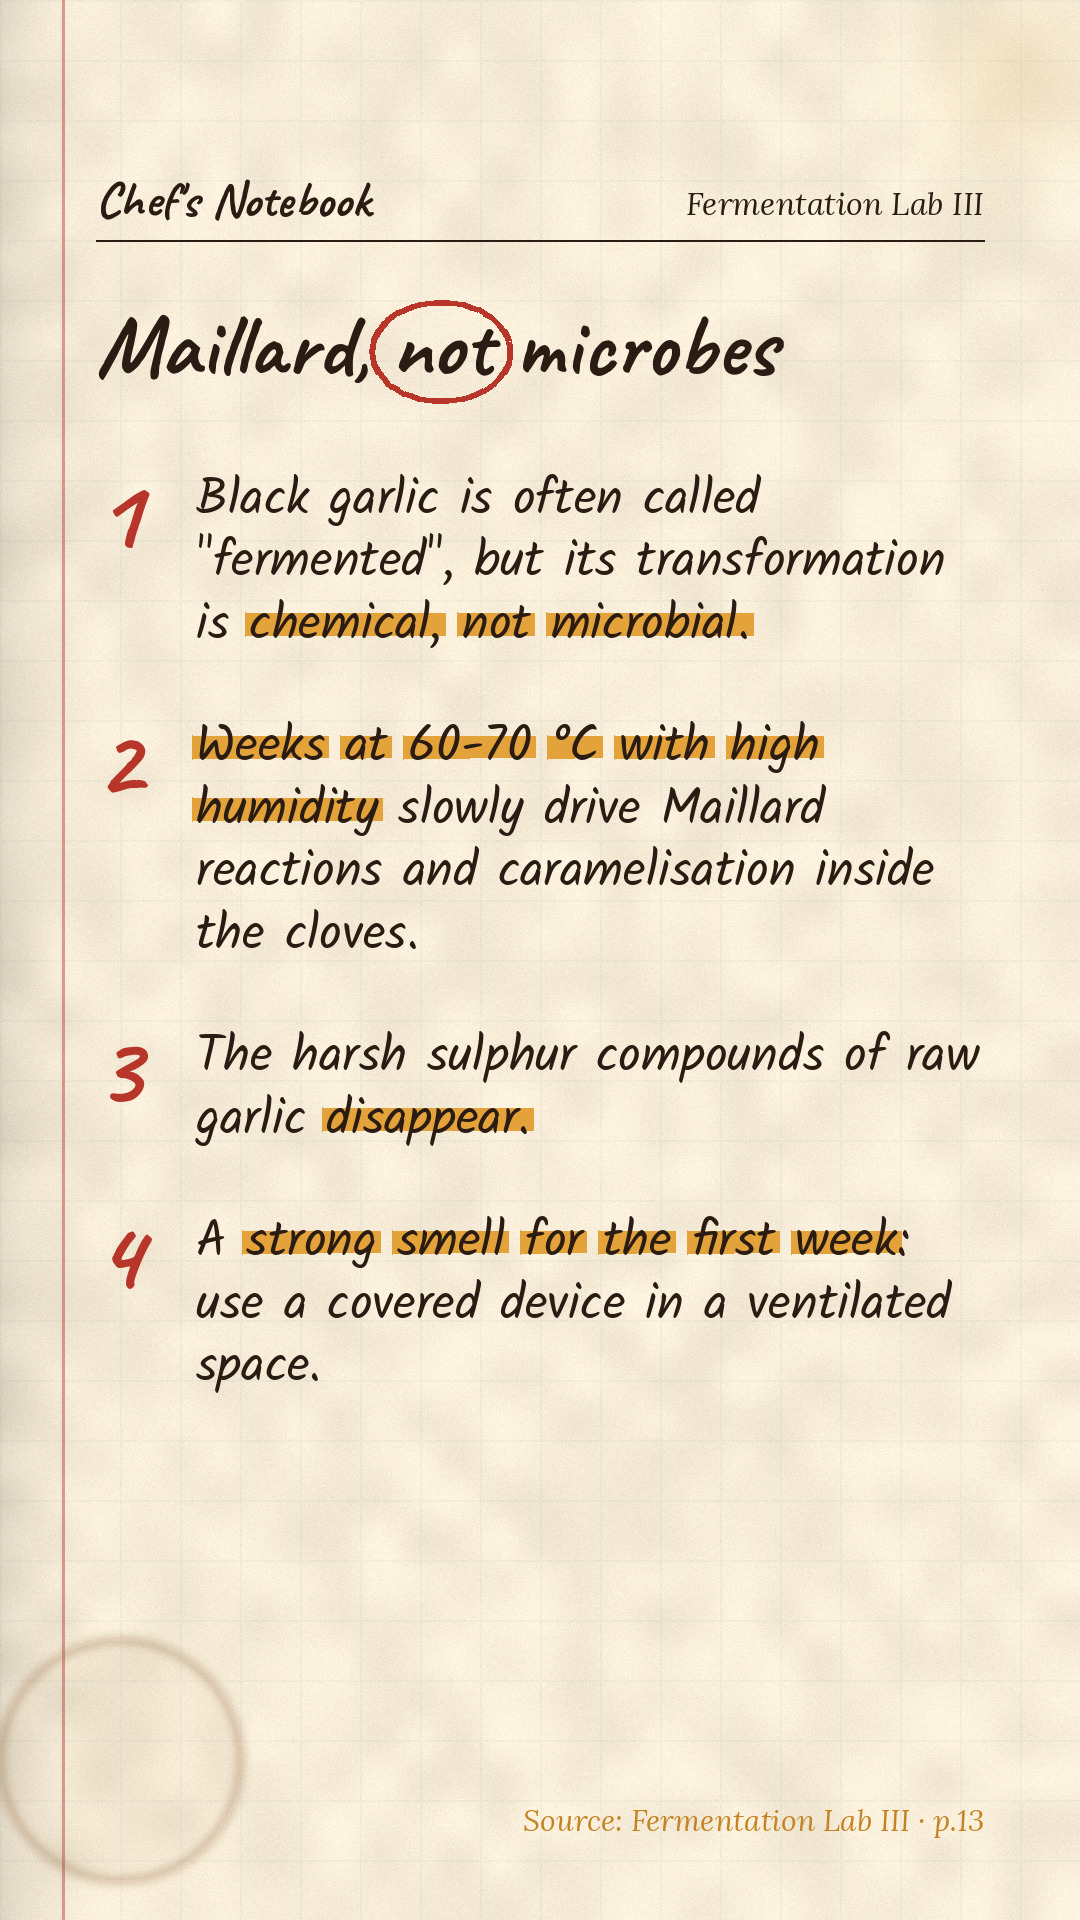 Chef's Notebook
Fermentation Lab III
Maillard, not microbes
1
Black garlic is often called
"fermented", but its transformation
is chemical, not microbial.
2
Weeks at 60–70 °C with high
humidity slowly drive Maillard
reactions and caramelisation inside
the cloves.
3
The harsh sulphur compounds of raw
garlic disappear.
4
A strong smell for the first week:
use a covered device in a ventilated
space.
Source: Fermentation Lab III · p.13